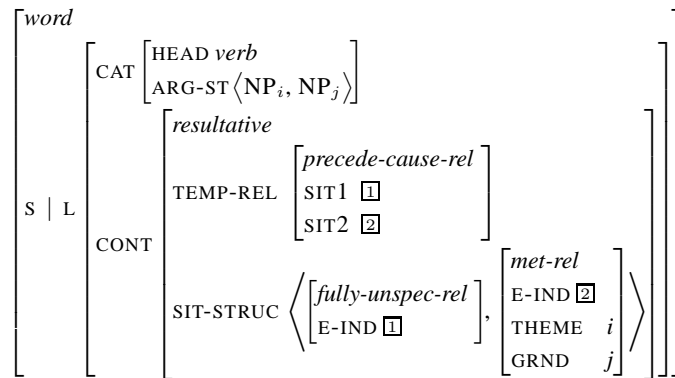 word
CAT HEAD verb
ARG-ST⟨NPi, NPj⟩
resultative
TEMP-REL precede-cause-rel
SIT1 1
SIT2 2
S | L CONT
SIT-STRUC ⟨ fully-unspec-rel
E-IND 1 ,
met-rel
E-IND 2
THEME i
GRND j ⟩